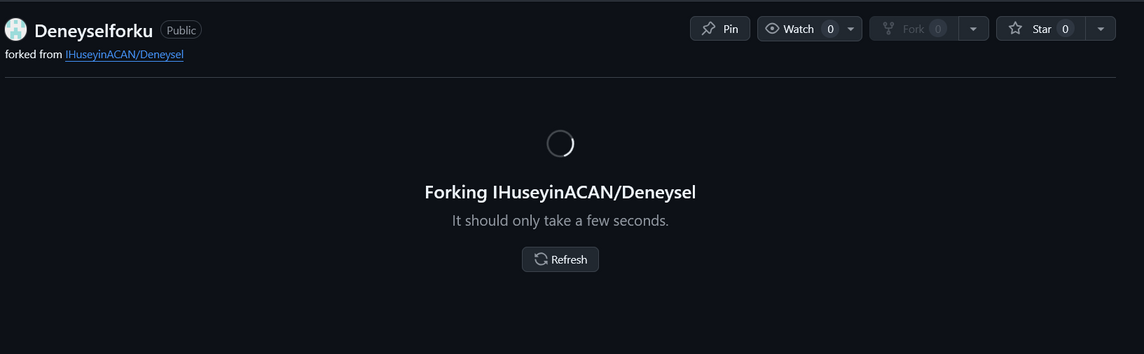 Deneyselforku Public Pin Watch 0 Fork 0 Star 0
forked from IHuseyinACAN/Deneysel
Forking IHuseyinACAN/Deneysel
It should only take a few seconds.
Refresh